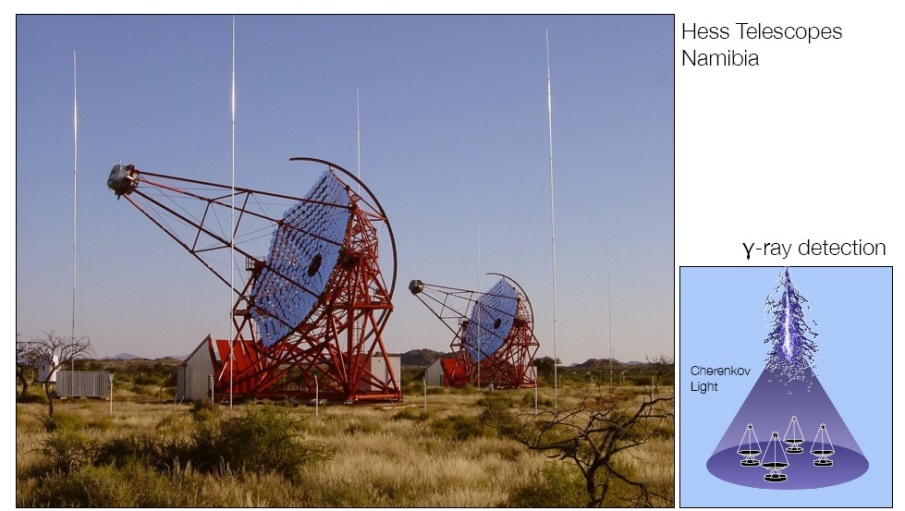 Hess Telescopes
Namibia
γ-ray detection
Cherenkov
Light